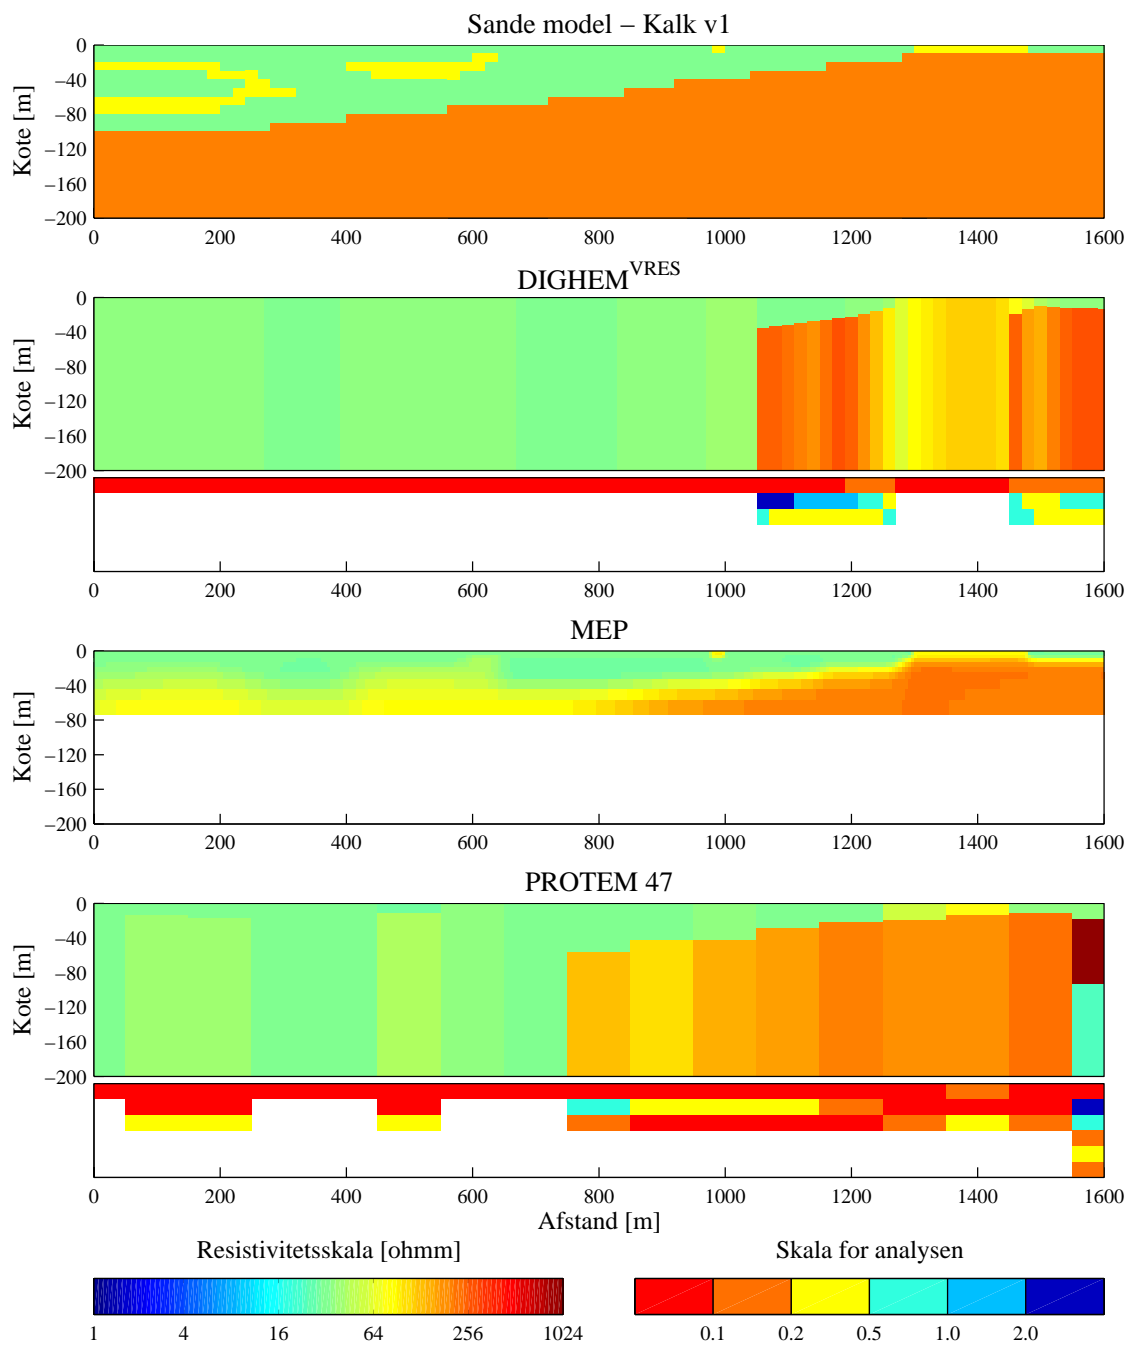 Sande model – Kalk v1
Kote [m]
0
−40
−80
−120
−160
−200
0 200 400 600 800 1000 1200 1400 1600
DIGHEM^VRES
Kote [m]
0
−40
−80
−120
−160
−200
0 200 400 600 800 1000 1200 1400 1600
MEP
Kote [m]
0
−40
−80
−120
−160
−200
0 200 400 600 800 1000 1200 1400 1600
PROTEM 47
Kote [m]
0
−40
−80
−120
−160
−200
0 200 400 600 800 1000 1200 1400 1600
Afstand [m]
Resistivitetsskala [ohmm]
1 4 16 64 256 1024
Skala for analysen
0.1 0.2 0.5 1.0 2.0